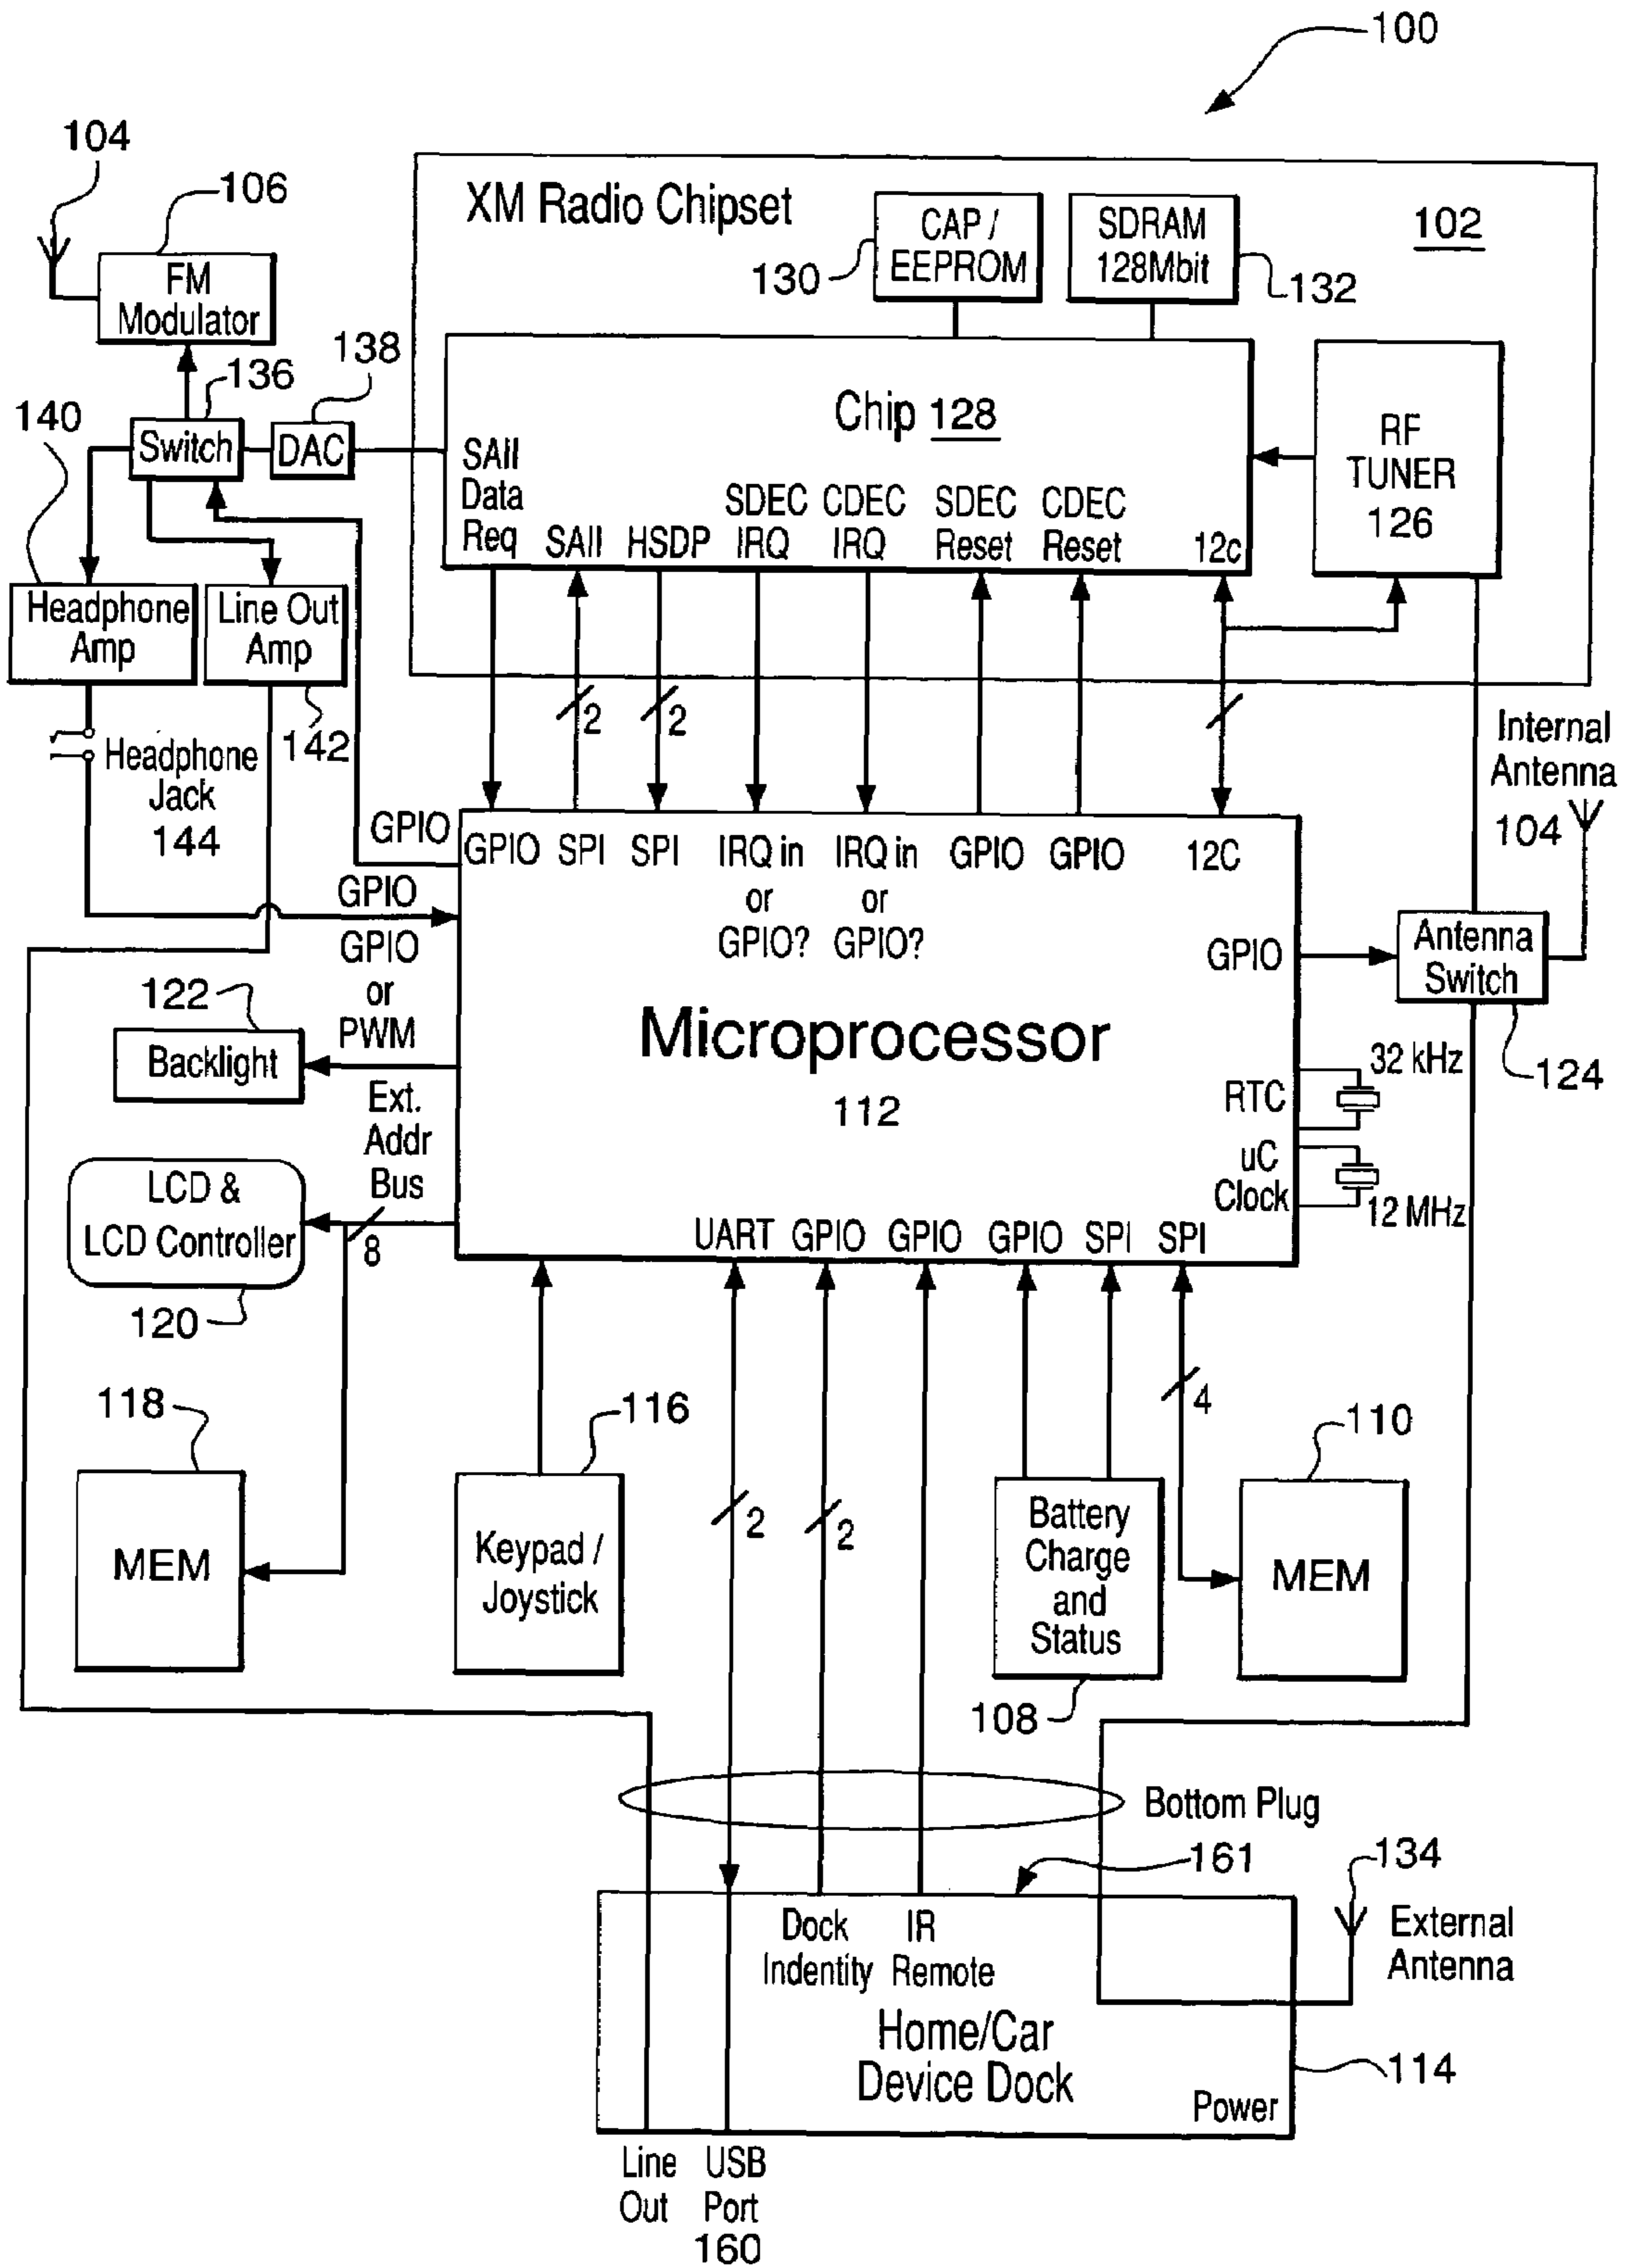 100
104
106
XM Radio Chipset
CAP /
EEPROM
SDRAM
128Mbit
102
130
132
FM
Modulator
136
138
140
Switch
DAC
Chip 128
RF
TUNER
126
SAII
Data
Req
SAII
HSDP
SDEC
IRQ
CDEC
IRQ
SDEC
Reset
CDEC
Reset
12c
Headphone
Amp
Line Out
Amp
142
2
2
Headphone
Jack
144
Internal
Antenna
104
GPIO
GPIO
SPI
SPI
IRQ in
or
GPIO?
IRQ in
or
GPIO?
GPIO
GPIO
12C
GPIO
GPIO
or
PWM
GPIO
Antenna
Switch
124
122
Backlight
Microprocessor
112
RTC
32 kHz
uC
Clock
12 MHz
Ext.
Addr
Bus
8
LCD &
LCD Controller
120
UART
GPIO
GPIO
GPIO
SPI
SPI
118
MEM
116
Keypad /
Joystick
2
2
4
110
Battery
Charge
and
Status
MEM
108
Bottom Plug
161
134
External
Antenna
Dock
Indentity
IR
Remote
Home/Car
Device Dock
Power
114
Line
Out
USB
Port
160